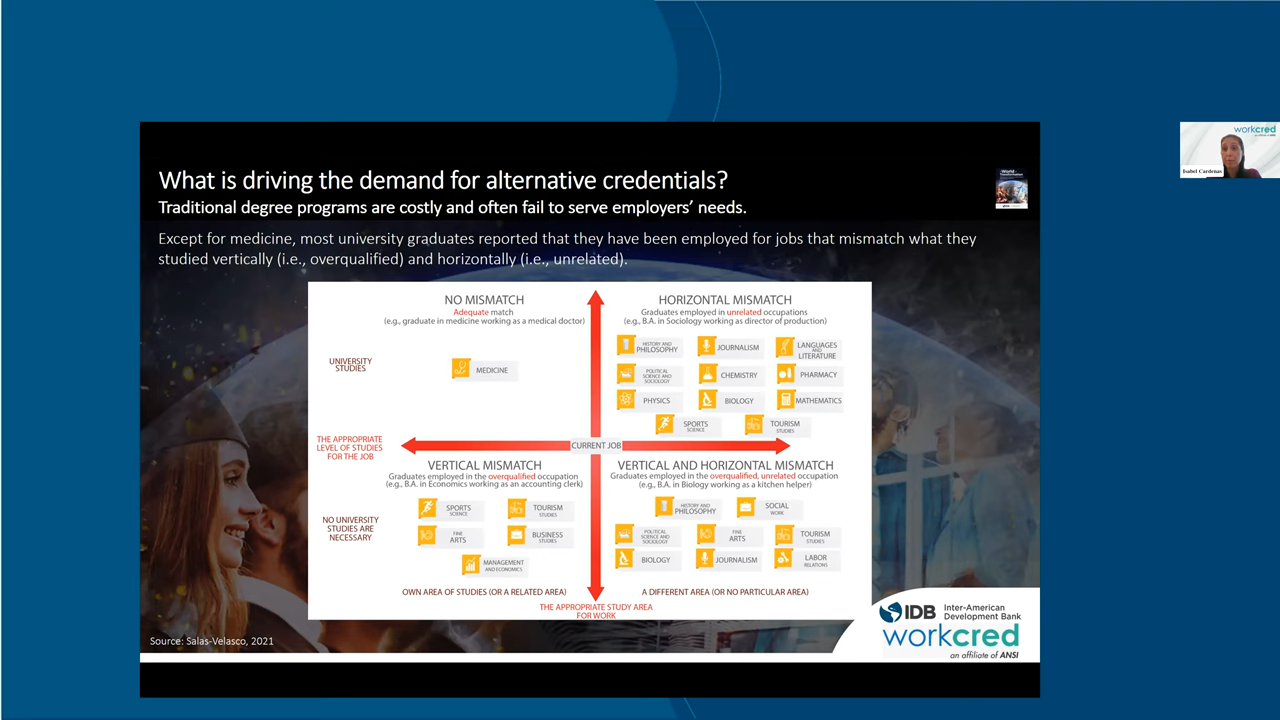 What is driving the demand for alternative credentials?
Traditional degree programs are costly and often fail to serve employers' needs.
Except for medicine, most university graduates reported that they have been employed for jobs that mismatch what they
studied vertically (i.e., overqualified) and horizontally (i.e., unrelated).
NO MISMATCH
Adequate match
(e.g., graduate in medicine working as a medical doctor)
UNIVERSITY
STUDIES
MEDICINE
HORIZONTAL MISMATCH
Graduates employed in unrelated occupations
(e.g., B.A. in Sociology working as director of production)
HISTORY AND
PHILOSOPHY
JOURNALISM
LANGUAGES
AND
LITERATURE
POLITICAL
SCIENCE AND
SOCIOLOGY
CHEMISTRY
PHARMACY
PHYSICS
BIOLOGY
MATHEMATICS
SPORTS
SCIENCE
TOURISM
STUDIES
THE APPROPRIATE
LEVEL OF STUDIES
FOR THE JOB
CURRENT JOB
VERTICAL MISMATCH
Graduates employed in the overqualified occupation
(e.g., B.A. in Economics working as an accounting clerk)
NO UNIVERSITY
STUDIES ARE
NECESSARY
SPORTS
SCIENCE
TOURISM
STUDIES
FINE
ARTS
BUSINESS
STUDIES
MANAGEMENT
AND ECONOMICS
VERTICAL AND HORIZONTAL MISMATCH
Graduates employed in the overqualified, unrelated occupation
(e.g., B.A. in Biology working as a kitchen helper)
HISTORY AND
PHILOSOPHY
SOCIAL
WORK
POLITICAL
SCIENCE AND
SOCIOLOGY
FINE
ARTS
TOURISM
STUDIES
BIOLOGY
JOURNALISM
LABOR
RELATIONS
OWN AREA OF STUDIES (OR A RELATED AREA)
A DIFFERENT AREA (OR NO PARTICULAR AREA)
THE APPROPRIATE STUDY AREA
FOR WORK
Source: Salas-Velasco, 2021
IDB
Inter-American
Development Bank
workcred
an affiliate of ANSI
workcred
Isabel Cardenas
World
Transformation